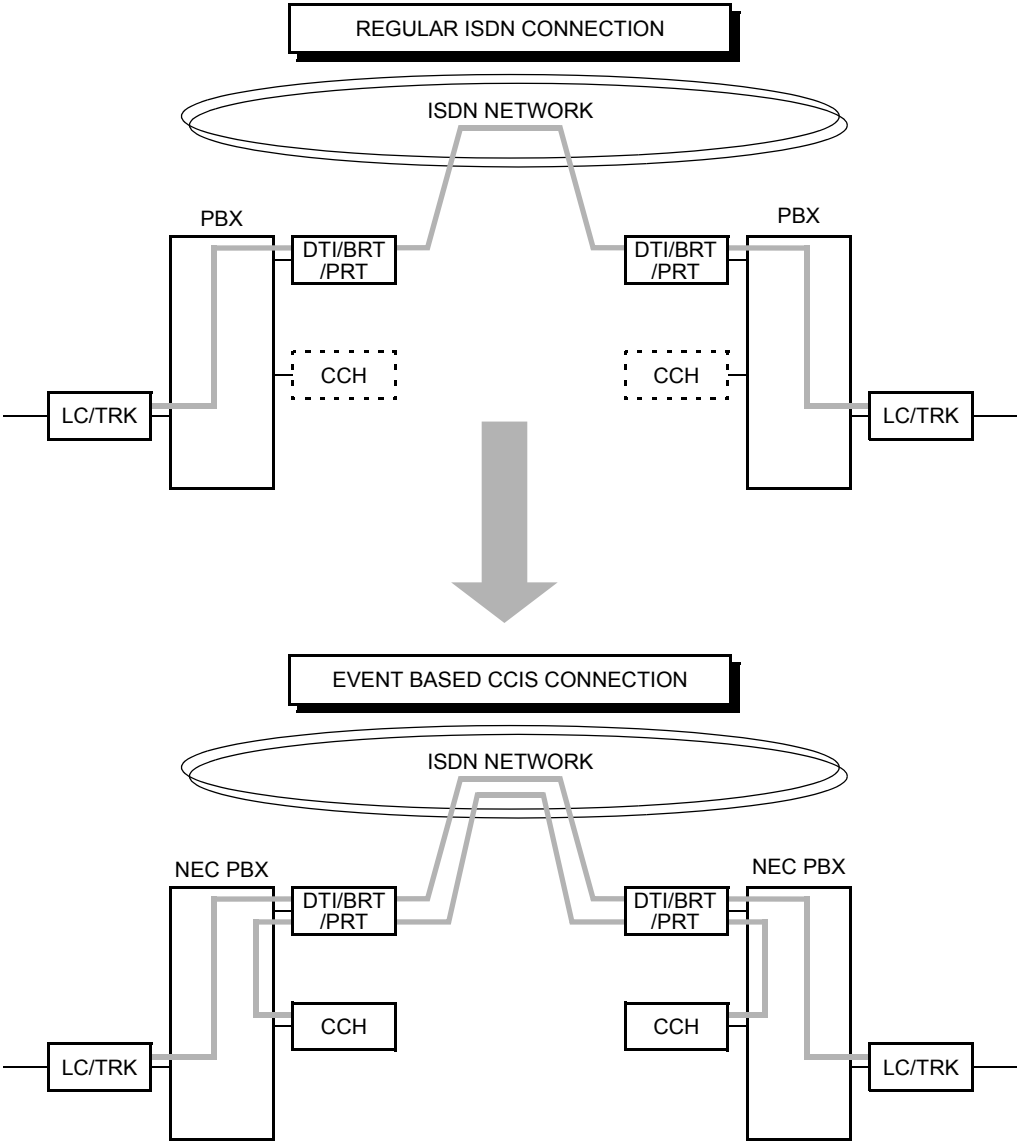 REGULAR ISDN CONNECTION
ISDN NETWORK
PBX
PBX
DTI/BRT
/PRT
DTI/BRT
/PRT
CCH
CCH
LC/TRK
LC/TRK
EVENT BASED CCIS CONNECTION
ISDN NETWORK
NEC PBX
NEC PBX
DTI/BRT
/PRT
DTI/BRT
/PRT
CCH
CCH
LC/TRK
LC/TRK